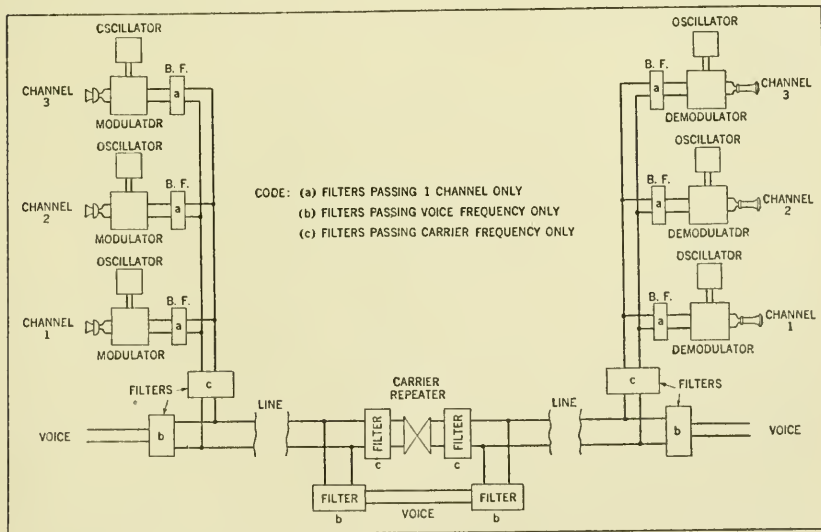 OSCILLATOR
B. F.
a
CHANNEL
3
MODULATOR
OSCILLATOR
B. F.
a
CHANNEL
2
MODULATOR
OSCILLATOR
B. F.
a
CHANNEL
1
MODULATOR
CODE: (a) FILTERS PASSING 1 CHANNEL ONLY
(b) FILTERS PASSING VOICE FREQUENCY ONLY
(c) FILTERS PASSING CARRIER FREQUENCY ONLY
OSCILLATOR
B. F.
a
CHANNEL
3
DEMODULATOR
OSCILLATOR
B. F.
a
CHANNEL
2
DEMODULATOR
OSCILLATOR
B. F.
a
CHANNEL
1
DEMODULATOR
FILTERS
c
VOICE
b
LINE
CARRIER
REPEATER
FILTER
c
FILTER
c
LINE
c
FILTERS
b
VOICE
FILTER
b
VOICE
FILTER
b